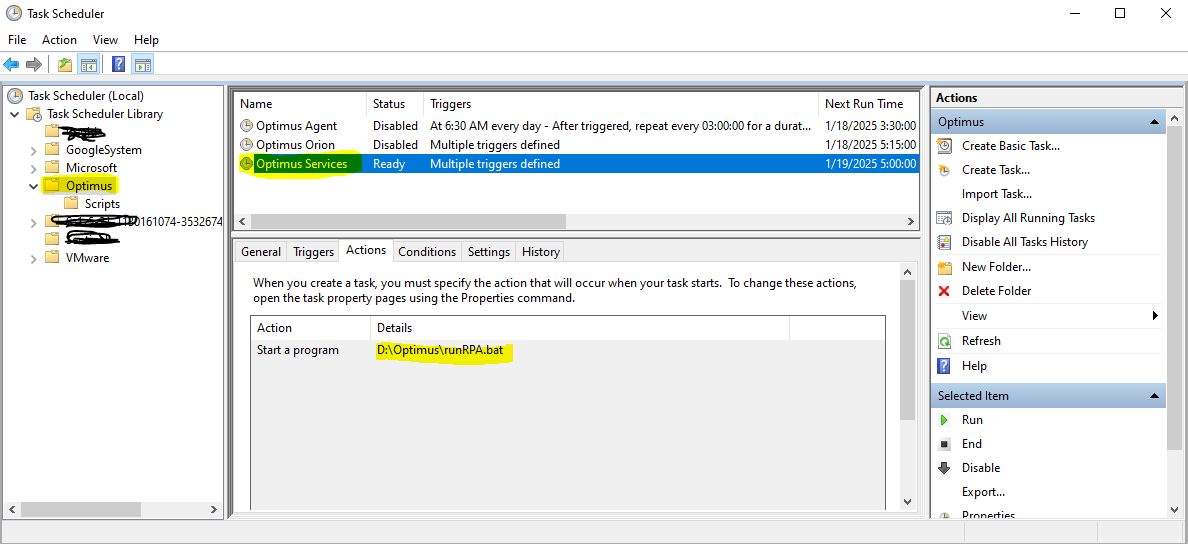 Task Scheduler
File Action View Help
Task Scheduler (Local)
Task Scheduler Library
GoogleSystem
Microsoft
Optimus
Scripts
1180161074-3532674
VMware
Name Status Triggers Next Run Time
Optimus Agent Disabled At 6:30 AM every day - After triggered, repeat every 03:00:00 for a durat... 1/18/2025 3:30:00
Optimus Orion Disabled Multiple triggers defined 1/18/2025 5:15:00
Optimus Services Ready Multiple triggers defined 1/19/2025 5:00:00
General Triggers Actions Conditions Settings History
When you create a task, you must specify the action that will occur when your task starts. To change these actions,
open the task property pages using the Properties command.
Action Details
Start a program D:\Optimus\runRPA.bat
Actions
Optimus
Create Basic Task...
Create Task...
Import Task...
Display All Running Tasks
Disable All Tasks History
New Folder...
Delete Folder
View
Refresh
Help
Selected Item
Run
End
Disable
Export...
Properties